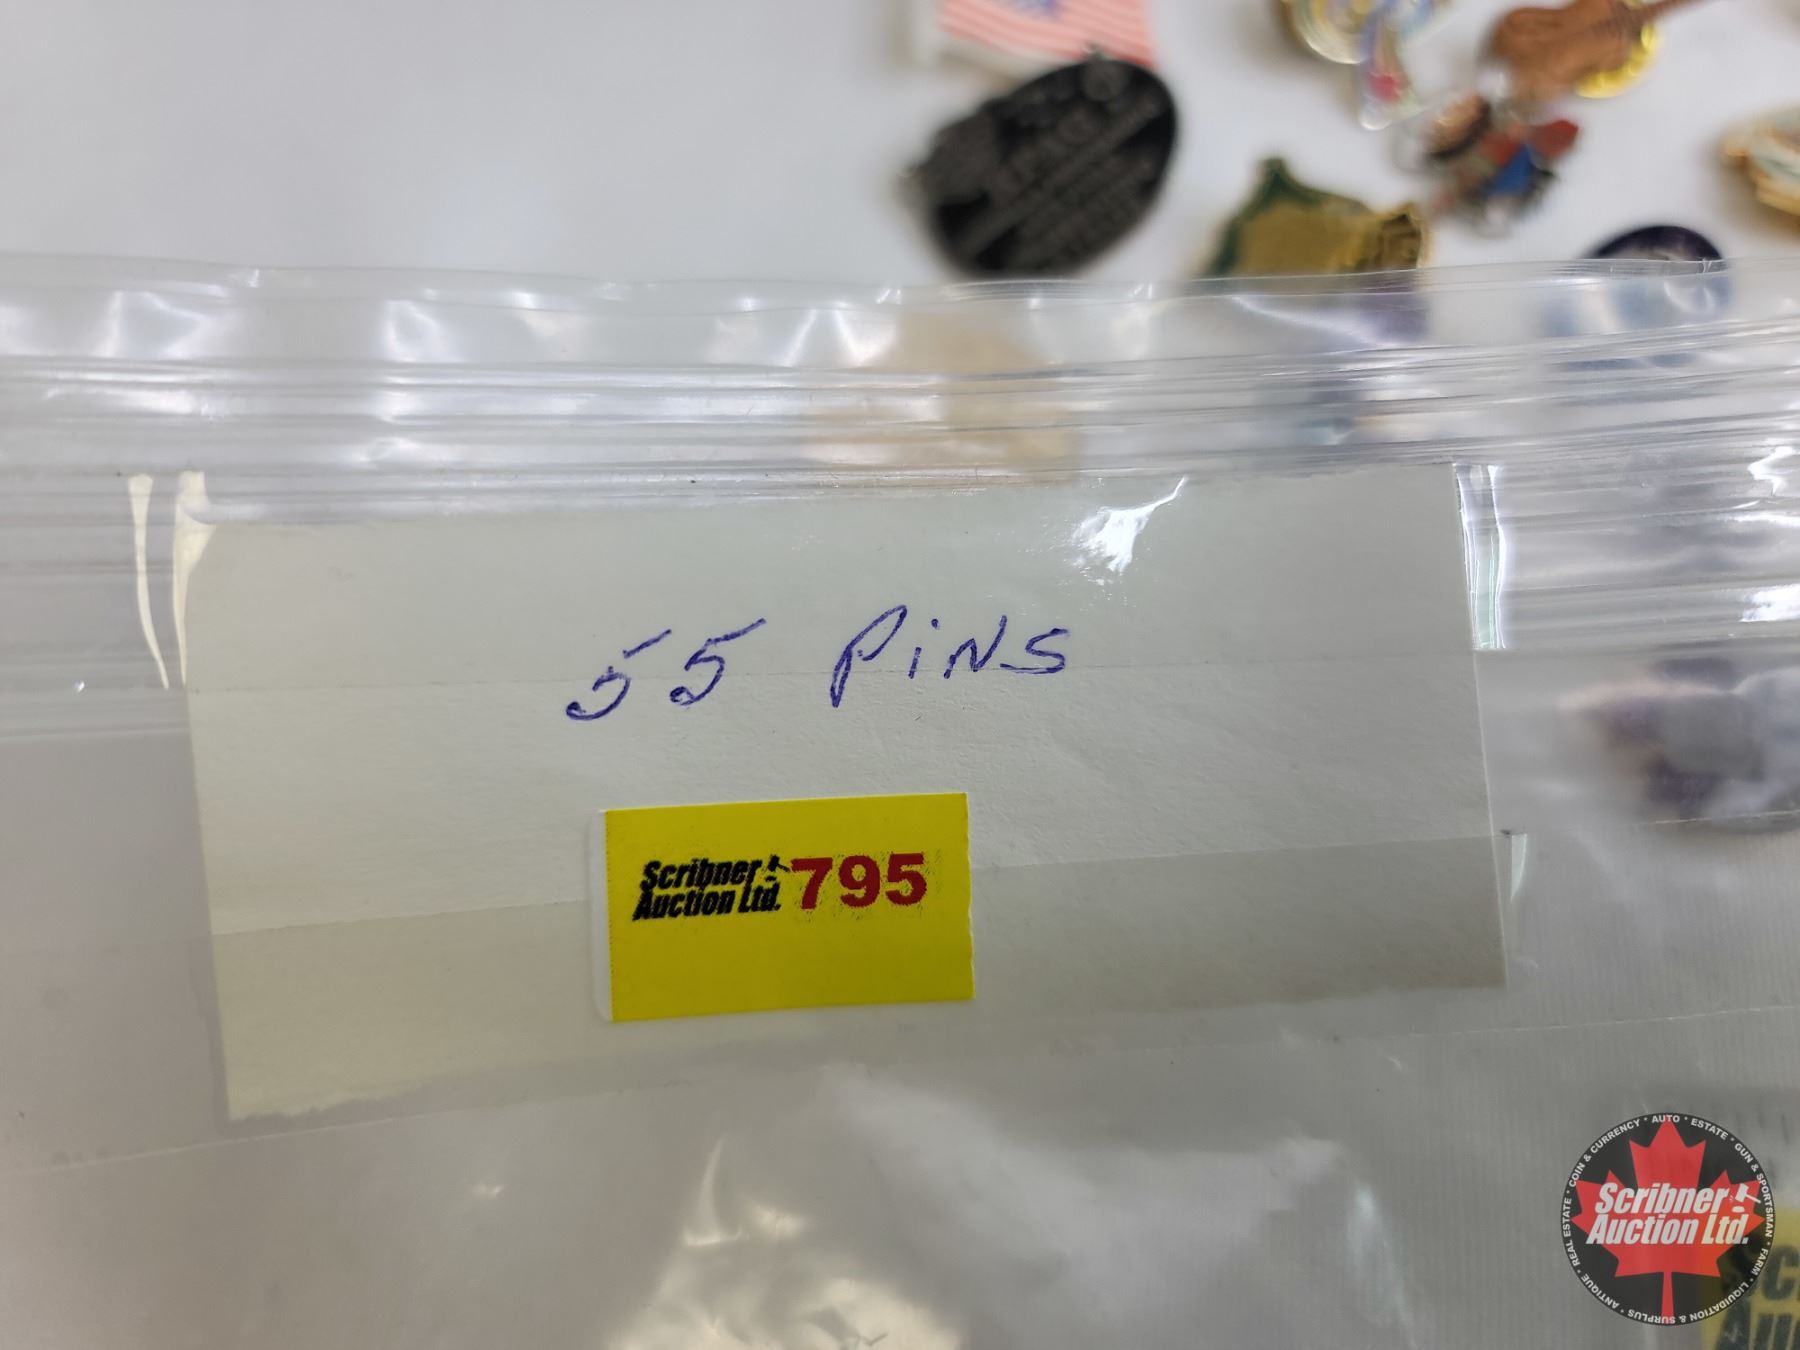 55 PiNS
Scribner
Auction Ltd.
795
COIN & CURRENCY * AUTO * ESTATE * GUN & SPORTSMAN * FARM * LIQUIDATION & SURPLUS * ANTIQUE * REAL ESTATE *
Scribner
Auction Ltd.